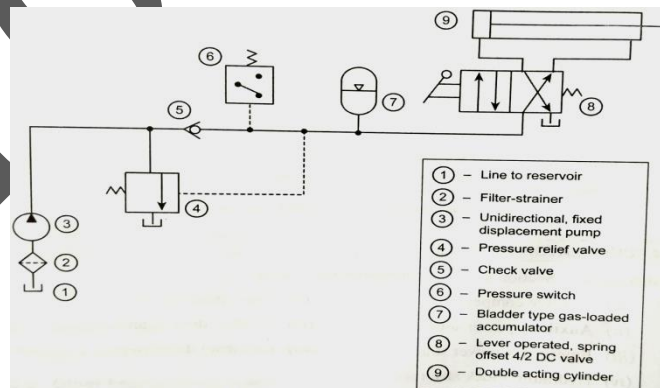 9
6
5
7
8
3
4
2
1
1 – Line to reservoir
2 – Filter-strainer
3 – Unidirectional, fixed
displacement pump
4 – Pressure relief valve
5 – Check valve
6 – Pressure switch
7 – Bladder type gas-loaded
accumulator
8 – Lever operated, spring
offset 4/2 DC valve
9 – Double acting cylinder